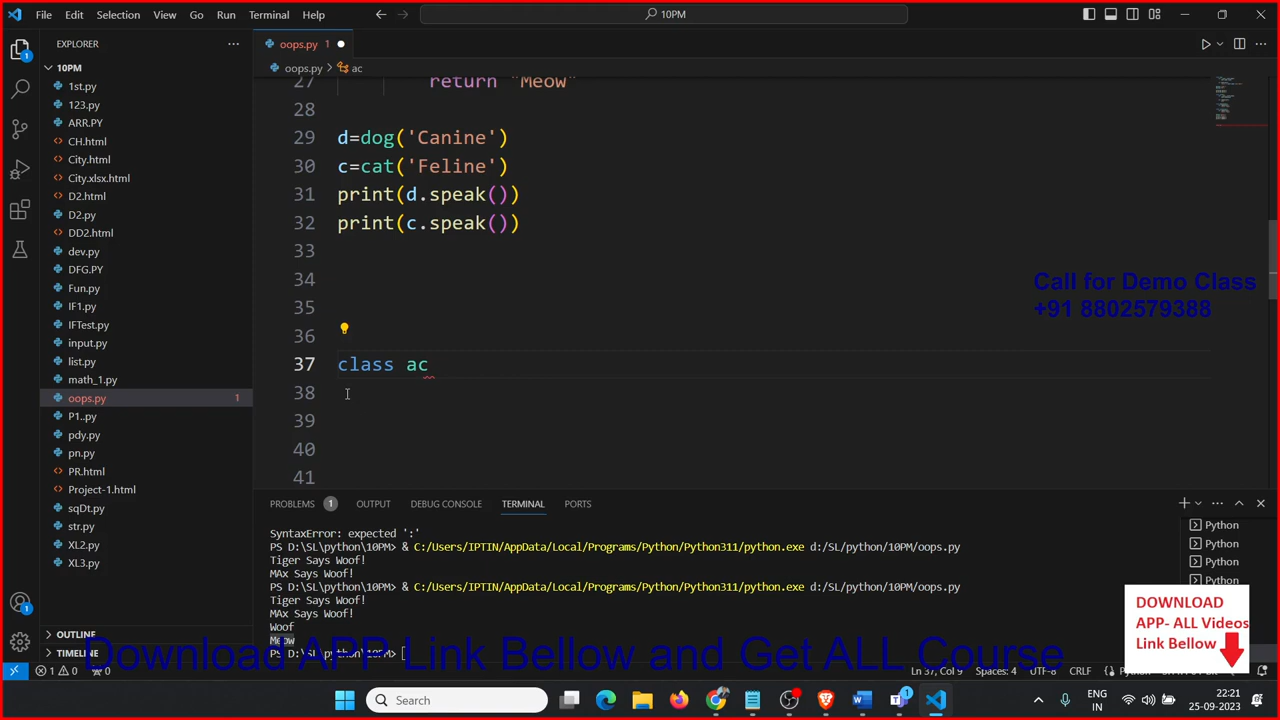 File Edit Selection View Go Run Terminal Help
10PM
EXPLORER
oops.py 1
10PM
oops.py > ac
1st.py
123.py
ARR.PY
CH.html
City.html
City.xlsx.html
D2.html
D2.py
DD2.html
dev.py
DFG.PY
Fun.py
IF1.py
IFTest.py
input.py
list.py
math_1.py
oops.py 1
P1..py
pdy.py
pn.py
PR.html
Project-1.html
sqDt.py
str.py
XL2.py
XL3.py
OUTLINE
TIMELINE
27 return "Meow"
28
29 d=dog('Canine')
30 c=cat('Feline')
31 print(d.speak())
32 print(c.speak())
33
34
35
36
37 class ac
38
39
40
41
Call for Demo Class
+91 8802579388
PROBLEMS 1 OUTPUT DEBUG CONSOLE TERMINAL PORTS
SyntaxError: expected ':'
PS D:\SL\python\10PM> & C:/Users/IPTIN/AppData/Local/Programs/Python/Python311/python.exe d:/SL/python/10PM/oops.py
Tiger Says Woof!
MAx Says Woof!
PS D:\SL\python\10PM> & C:/Users/IPTIN/AppData/Local/Programs/Python/Python311/python.exe d:/SL/python/10PM/oops.py
Tiger Says Woof!
MAx Says Woof!
Woof
Meow
PS D:\SL\python\10PM>
Python
Python
Python
Python
DOWNLOAD
APP- ALL Videos
Link Bellow
Download APP Link Bellow and Get ALL Course
1 0 0
Ln 37, Col 9 Spaces: 4 CRLF
Search
ENG
IN
22:21
25-09-2023